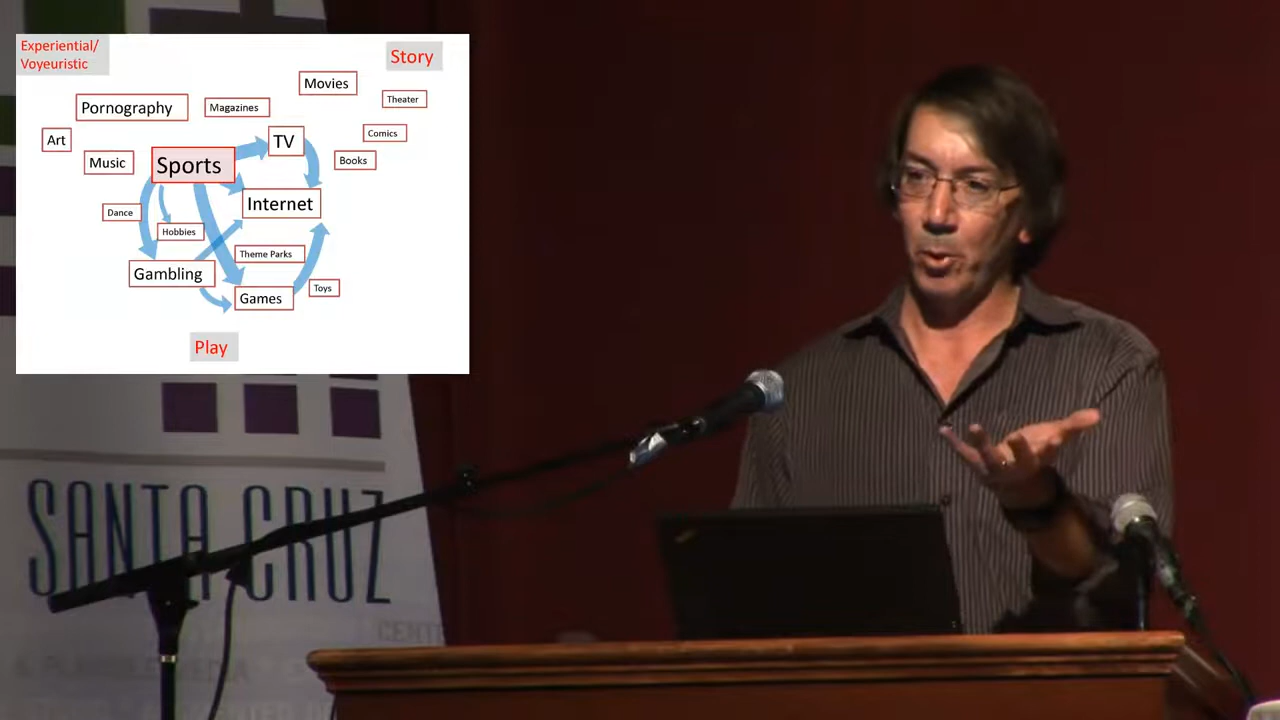 Experiential/
Voyeuristic
Story
Movies
Pornography
Magazines
Theater
Art
TV
Comics
Music
Sports
Books
Dance
Internet
Hobbies
Theme Parks
Gambling
Games
Toys
Play
SANTA CRUZ